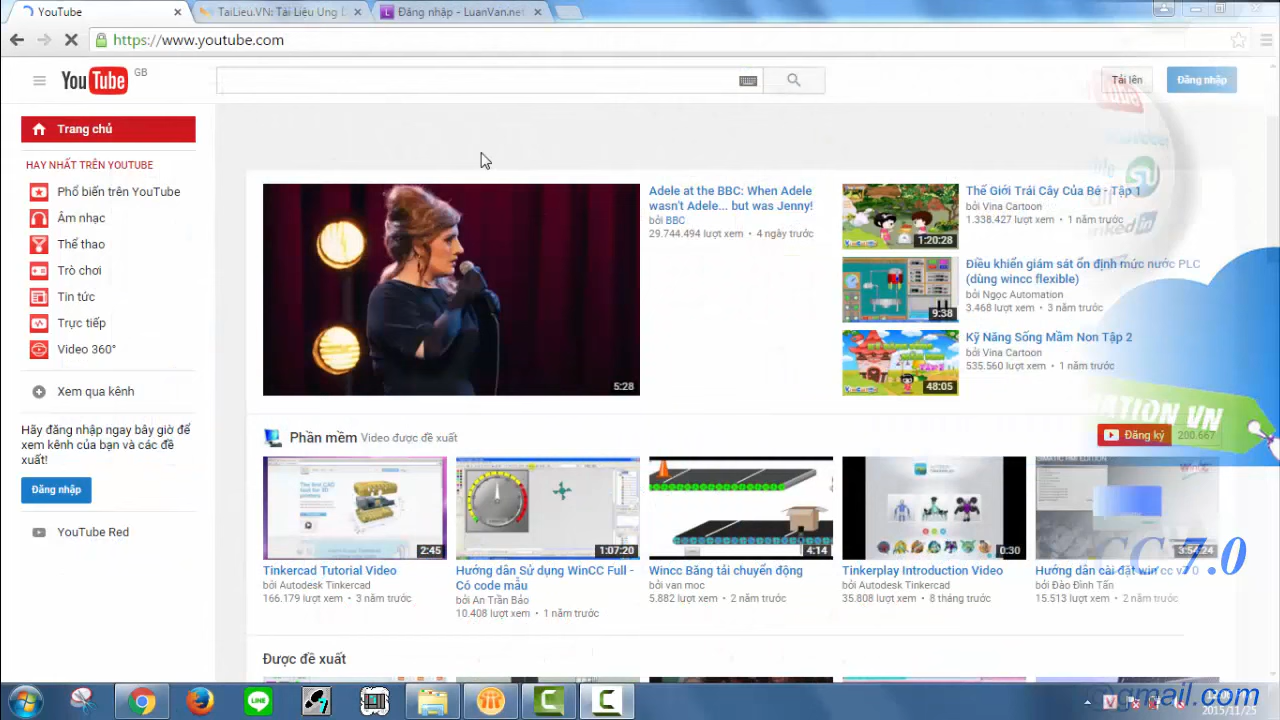 YouTube
TaiLieu.VN: Tài Liệu Ung D
Đăng nhập - LuanVan.net
https://www.youtube.com
YouTube GB
Tải lên
Đăng nhập
Trang chủ
HAY NHẤT TRÊN YOUTUBE
Phổ biến trên YouTube
Âm nhạc
Thể thao
Trò chơi
Tin tức
Trực tiếp
Video 360°
Xem qua kênh
Hãy đăng nhập ngay bây giờ để
xem kênh của bạn và các đề
xuất!
Đăng nhập
YouTube Red
5:28
Adele at the BBC: When Adele
wasn't Adele... but was Jenny!
bởi BBC
29.744.494 lượt xem • 4 ngày trước
1:20:28
Thế Giới Trái Cây Của Bé - Tập 1
bởi Vina Cartoon
1.338.427 lượt xem • 1 năm trước
9:38
Điều khiển giám sát ổn định mức nước PLC
(dùng wincc flexible)
bởi Ngọc Automation
3.468 lượt xem • 3 năm trước
48:05
Kỹ Năng Sống Mầm Non Tập 2
bởi Vina Cartoon
535.560 lượt xem • 1 năm trước
Linkedin
MATION VN
Đăng ký 200.667
Phần mềm Video được đề xuất
2:45
Tinkercad Tutorial Video
bởi Autodesk Tinkercad
166.179 lượt xem • 3 năm trước
1:07:20
Hướng dẫn Sử dụng WinCC Full -
Có code mẫu
bởi An Trần Bảo
10.408 lượt xem • 1 năm trước
4:14
Wincc Băng tải chuyển động
bởi van moc
5.882 lượt xem • 2 năm trước
0:30
Tinkerplay Introduction Video
bởi Autodesk Tinkercad
35.808 lượt xem • 8 tháng trước
3:54:24
Hướng dẫn cài đặt win cc v7 0
bởi Đào Đình Tấn
15.513 lượt xem • 2 năm trước
C 7.0
Được đề xuất
@gmail.com
2015/11/25